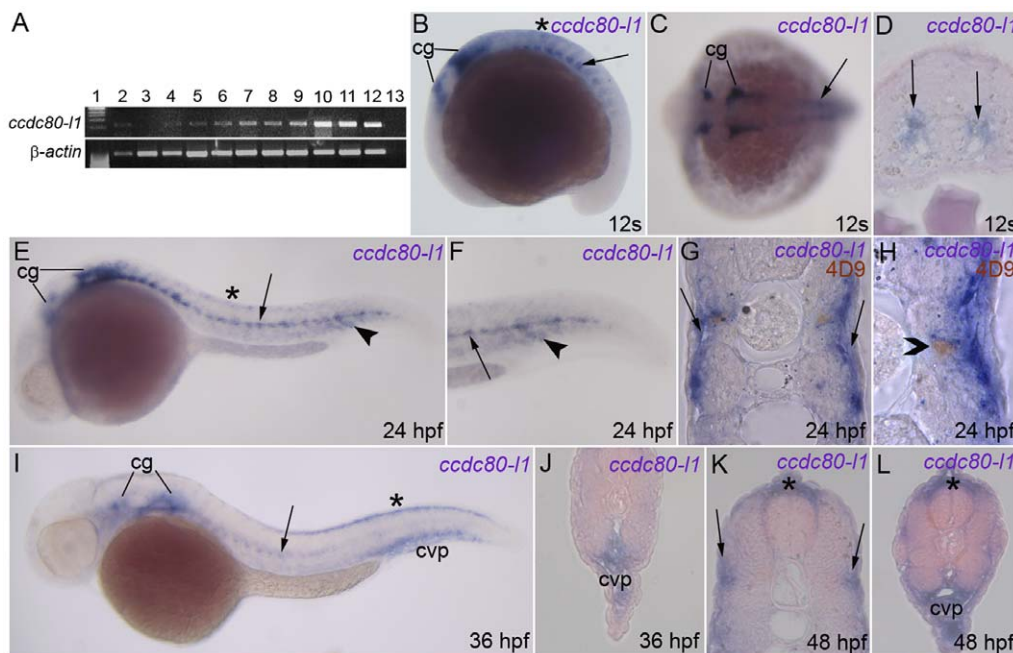 A
1 2 3 4 5 6 7 8 9 10 11 12 13
ccdc80-l1
β-actin
B
* ccdc80-l1
cg
12s
C
ccdc80-l1
cg
12s
D
ccdc80-l1
12s
E
ccdc80-l1
cg
*
24 hpf
F
ccdc80-l1
24 hpf
G
ccdc80-l1
4D9
24 hpf
H
ccdc80-l1
4D9
24 hpf
I
ccdc80-l1
cg
*
cvp
36 hpf
J
ccdc80-l1
cvp
36 hpf
K
ccdc80-l1
*
48 hpf
L
ccdc80-l1
*
cvp
48 hpf